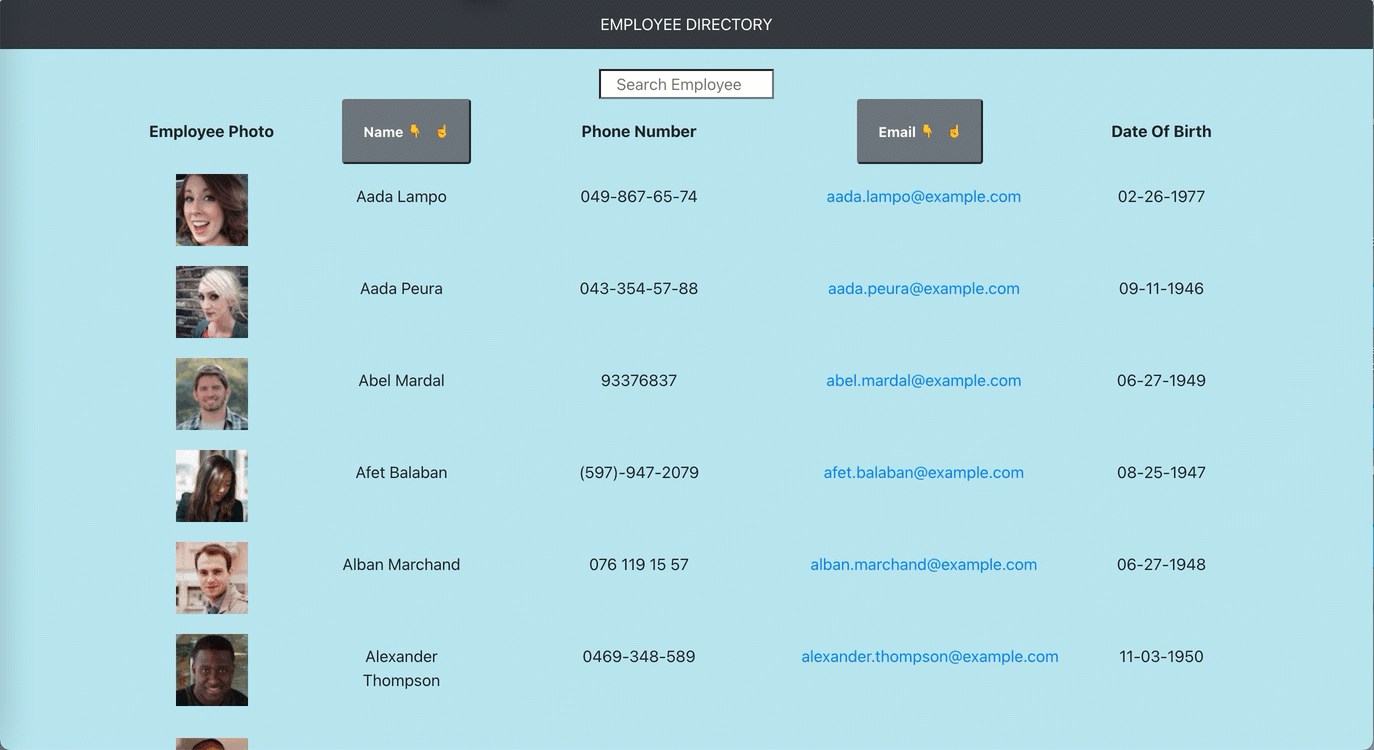 EMPLOYEE DIRECTORY
Search Employee
Employee Photo Name 👇 ☝ Phone Number Email 👇 ☝ Date Of Birth
Aada Lampo 049-867-65-74 aada.lampo@example.com 02-26-1977
Aada Peura 043-354-57-88 aada.peura@example.com 09-11-1946
Abel Mardal 93376837 abel.mardal@example.com 06-27-1949
Afet Balaban (597)-947-2079 afet.balaban@example.com 08-25-1947
Alban Marchand 076 119 15 57 alban.marchand@example.com 06-27-1948
Alexander 0469-348-589 alexander.thompson@example.com 11-03-1950
Thompson